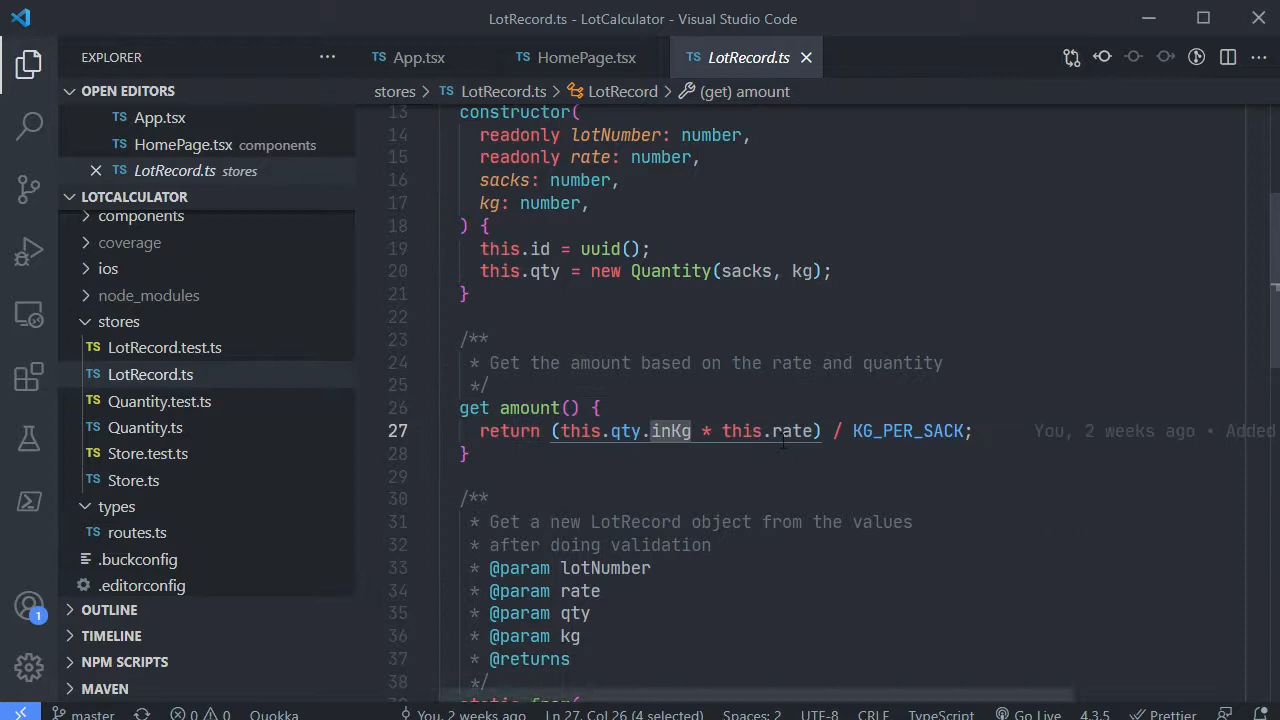 LotRecord.ts - LotCalculator - Visual Studio Code
EXPLORER
App.tsx
HomePage.tsx
LotRecord.ts
OPEN EDITORS
App.tsx
HomePage.tsx components
LotRecord.ts stores
LOTCALCULATOR
components
coverage
ios
node_modules
stores
LotRecord.test.ts
LotRecord.ts
Quantity.test.ts
Quantity.ts
Store.test.ts
Store.ts
types
routes.ts
.buckconfig
.editorconfig
OUTLINE
TIMELINE
NPM SCRIPTS
MAVEN
stores > LotRecord.ts > LotRecord > (get) amount
13 constructor(
14 readonly lotNumber: number,
15 readonly rate: number,
16 sacks: number,
17 kg: number,
18 ) {
19 this.id = uuid();
20 this.qty = new Quantity(sacks, kg);
21 }
22
23 /**
24 * Get the amount based on the rate and quantity
25 */
26 get amount() {
27 return (this.qty.inKg * this.rate) / KG_PER_SACK; You, 2 weeks ago • Added
28 }
29
30 /**
31 * Get a new LotRecord object from the values
32 * after doing validation
33 * @param lotNumber
34 * @param rate
35 * @param qty
36 * @param kg
37 * @returns
38 */
static from(
1
master 0 0 Quokka You, 2 weeks ago Ln 27, Col 26 (4 selected) Spaces: 2 UTF-8 CRLF TypeScript Go Live 4.3.5 Prettier